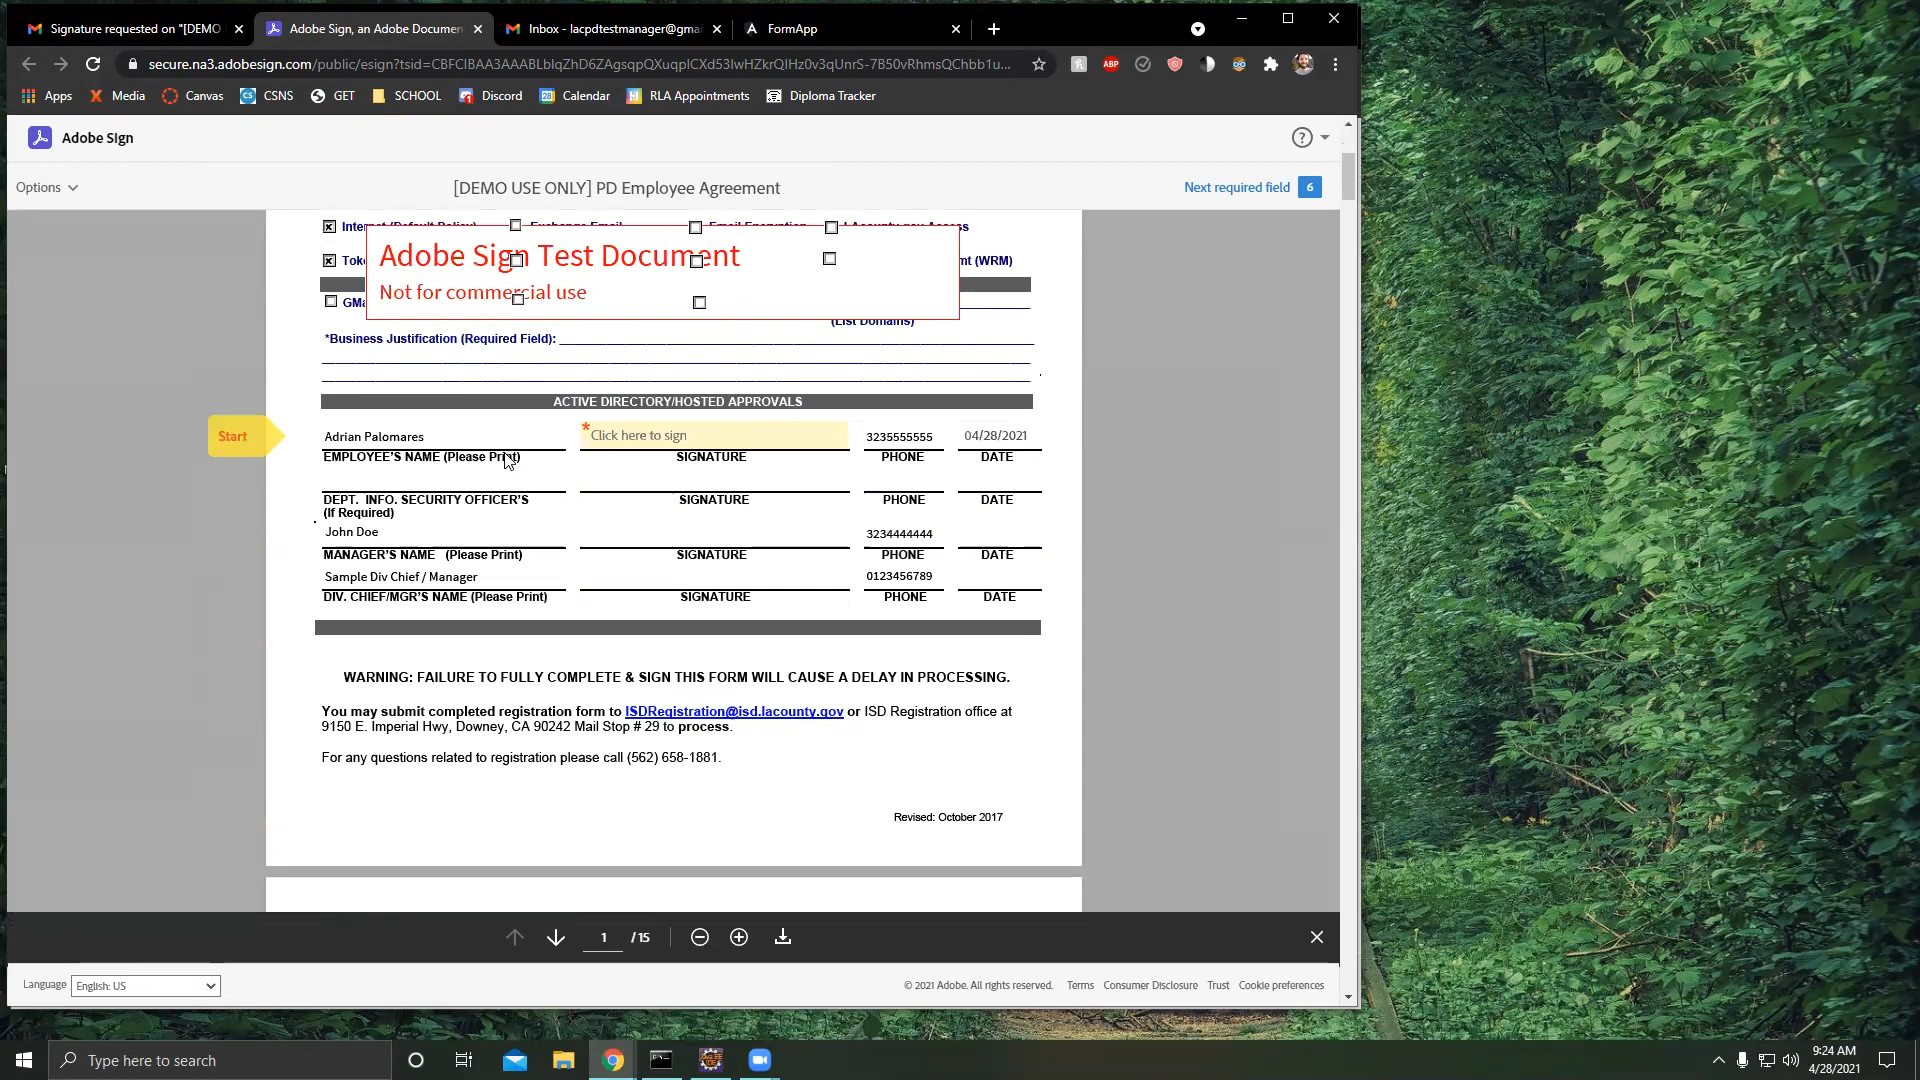 Signature requested on "[DEMO
Adobe Sign, an Adobe Documen
Inbox - lacpdtestmanager@gmai
FormApp
secure.na3.adobesign.com/public/esign?tsid=
Apps
Media
Canvas
CSNS
GET
SCHOOL
Discord
Calendar
RLA Appointments
Diploma Tracker
Adobe Sign
Options
[DEMO USE ONLY] PD Employee Agreement
Next required field 6
Adobe Sign Test Document
Not for commercial use
Toke
nt (WRM)
GMa
(List Domains)
*Business Justification (Required Field):
ACTIVE DIRECTORY/HOSTED APPROVALS
Start
Adrian Palomares * Click here to sign 3235555555 04/28/2021
EMPLOYEE'S NAME (Please Print) SIGNATURE PHONE DATE
DEPT. INFO. SECURITY OFFICER'S SIGNATURE PHONE DATE
(If Required)
John Doe 3234444444
MANAGER'S NAME (Please Print) SIGNATURE PHONE DATE
Sample Div Chief / Manager 0123456789
DIV. CHIEF/MGR'S NAME (Please Print) SIGNATURE PHONE DATE
WARNING: FAILURE TO FULLY COMPLETE & SIGN THIS FORM WILL CAUSE A DELAY IN PROCESSING.
You may submit completed registration form to ISDRegistration@isd.lacounty.gov or ISD Registration office at
9150 E. Imperial Hwy, Downey, CA 90242 Mail Stop # 29 to process.
For any questions related to registration please call (562) 658-1881.
Revised: October 2017
1 / 15
Language English: US
© 2021 Adobe. All rights reserved. Terms Consumer Disclosure Trust Cookie preferences
Type here to search
9:24 AM
4/28/2021